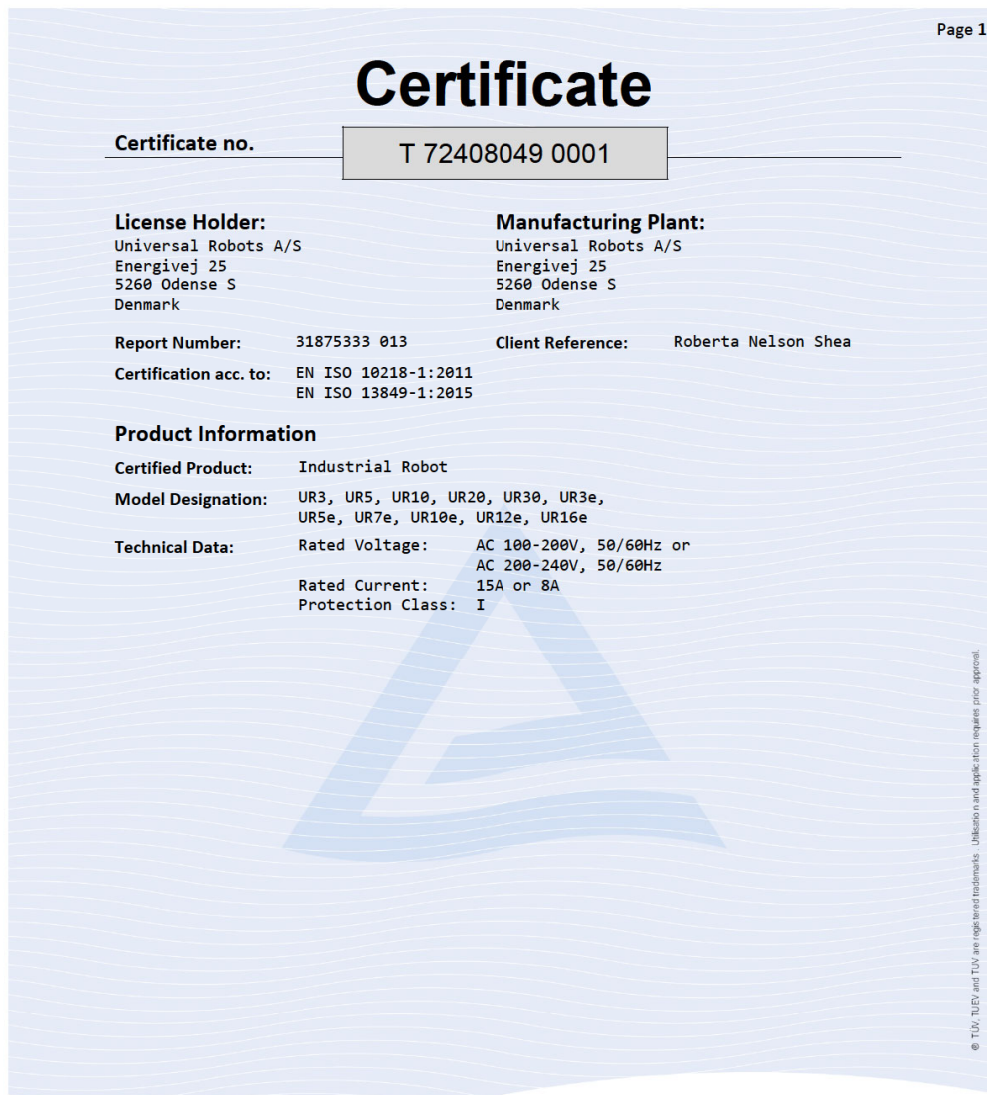 Page 1
Certificate
Certificate no.
T 72408049 0001
License Holder:
Universal Robots A/S
Energivej 25
5260 Odense S
Denmark
Manufacturing Plant:
Universal Robots A/S
Energivej 25
5260 Odense S
Denmark
Report Number: 31875333 013
Client Reference: Roberta Nelson Shea
Certification acc. to: EN ISO 10218-1:2011
EN ISO 13849-1:2015
Product Information
Certified Product: Industrial Robot
Model Designation: UR3, UR5, UR10, UR20, UR30, UR3e,
UR5e, UR7e, UR10e, UR12e, UR16e
Technical Data: Rated Voltage: AC 100-200V, 50/60Hz or
AC 200-240V, 50/60Hz
Rated Current: 15A or 8A
Protection Class: I
® TÜV, TUEV and TUV are registered trademarks. Utilisation and application requires prior approval.